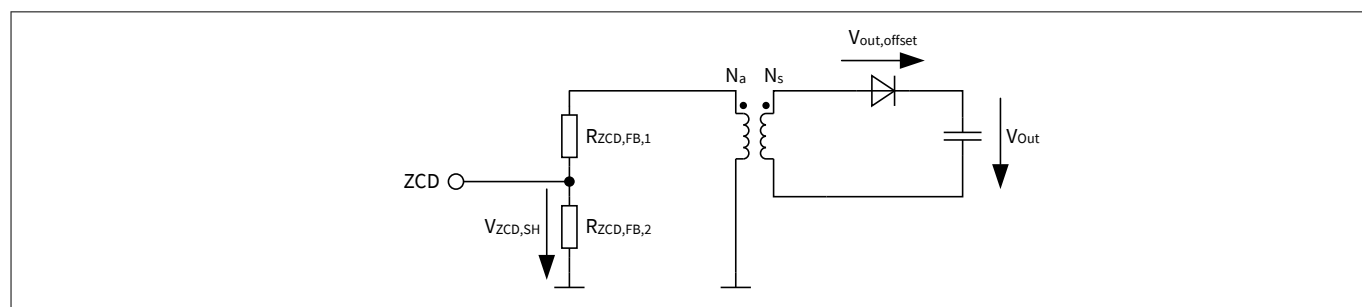 Vout,offset
Na Ns
RZCD,FB,1
VOut
ZCD
VZCD,SH
RZCD,FB,2